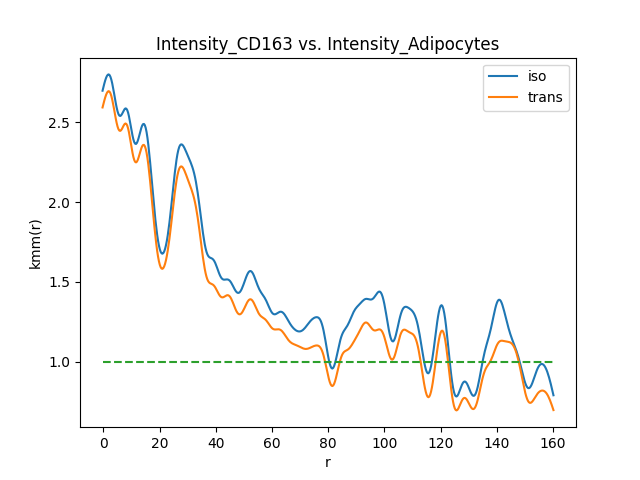 Intensity_CD163 vs. Intensity_Adipocytes
iso
trans
kmm(r)
2.5
2.0
1.5
1.0
0 20 40 60 80 100 120 140 160
r